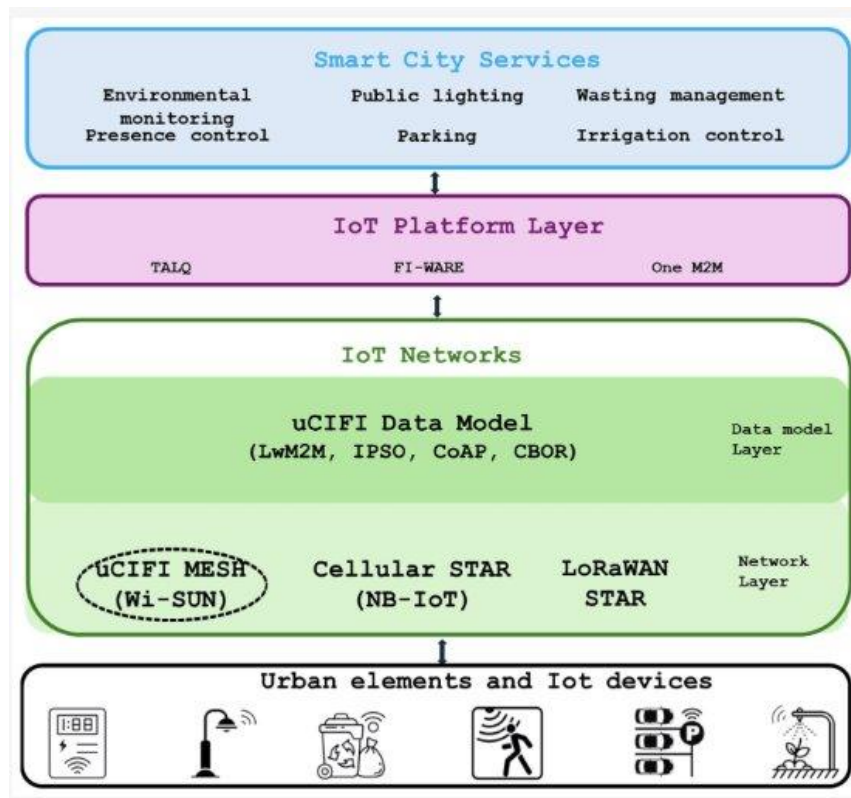 Smart City Services
Environmental monitoring
Public lighting
Wasting management
Presence control
Parking
Irrigation control
IoT Platform Layer
TALQ
FI-WARE
One M2M
IoT Networks
uCIFI Data Model
(LwM2M, IPSO, CoAP, CBOR)
Data model
Layer
uCIFI MESH
(Wi-SUN)
Cellular STAR
(NB-IoT)
LoRaWAN
STAR
Network
Layer
Urban elements and Iot devices
1:88
P